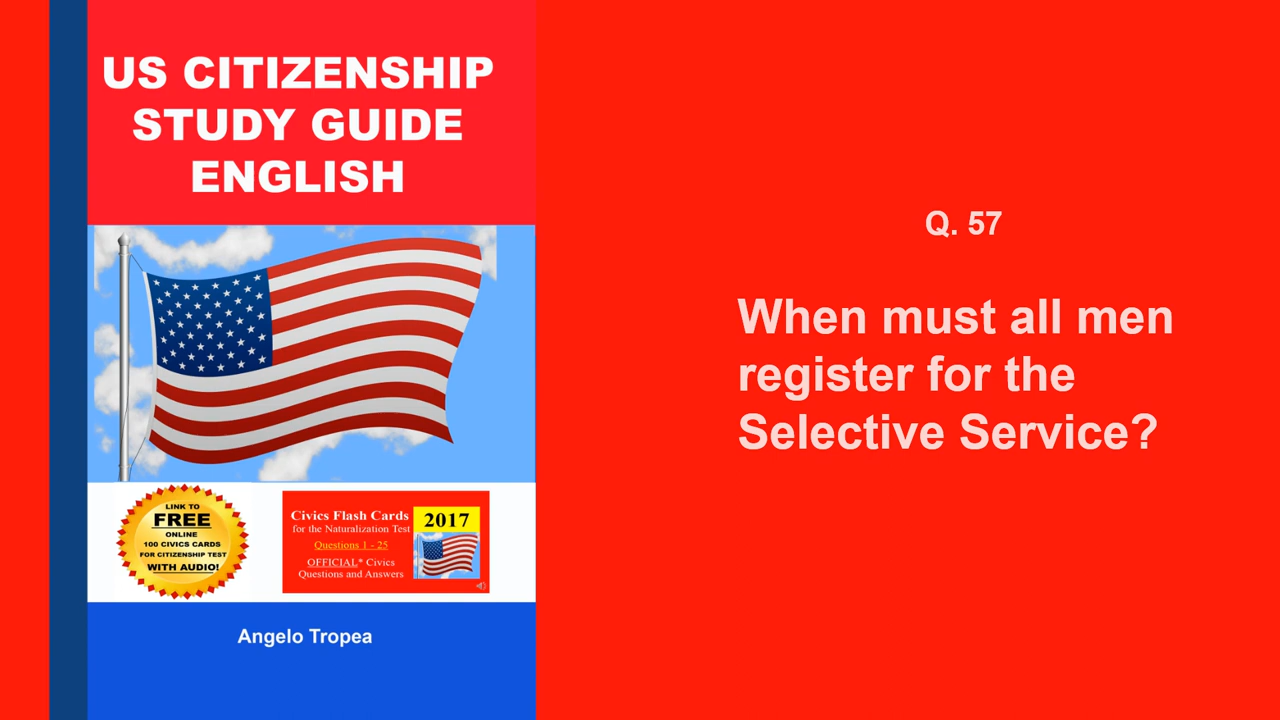 US CITIZENSHIP
STUDY GUIDE
ENGLISH
LINK TO
FREE
ONLINE
100 CIVICS CARDS
FOR CITIZENSHIP TEST
WITH AUDIO!
Civics Flash Cards
for the Naturalization Test
Questions 1 - 25
OFFICIAL* Civics
Questions and Answers
2017
Angelo Tropea
Q. 57
When must all men
register for the
Selective Service?